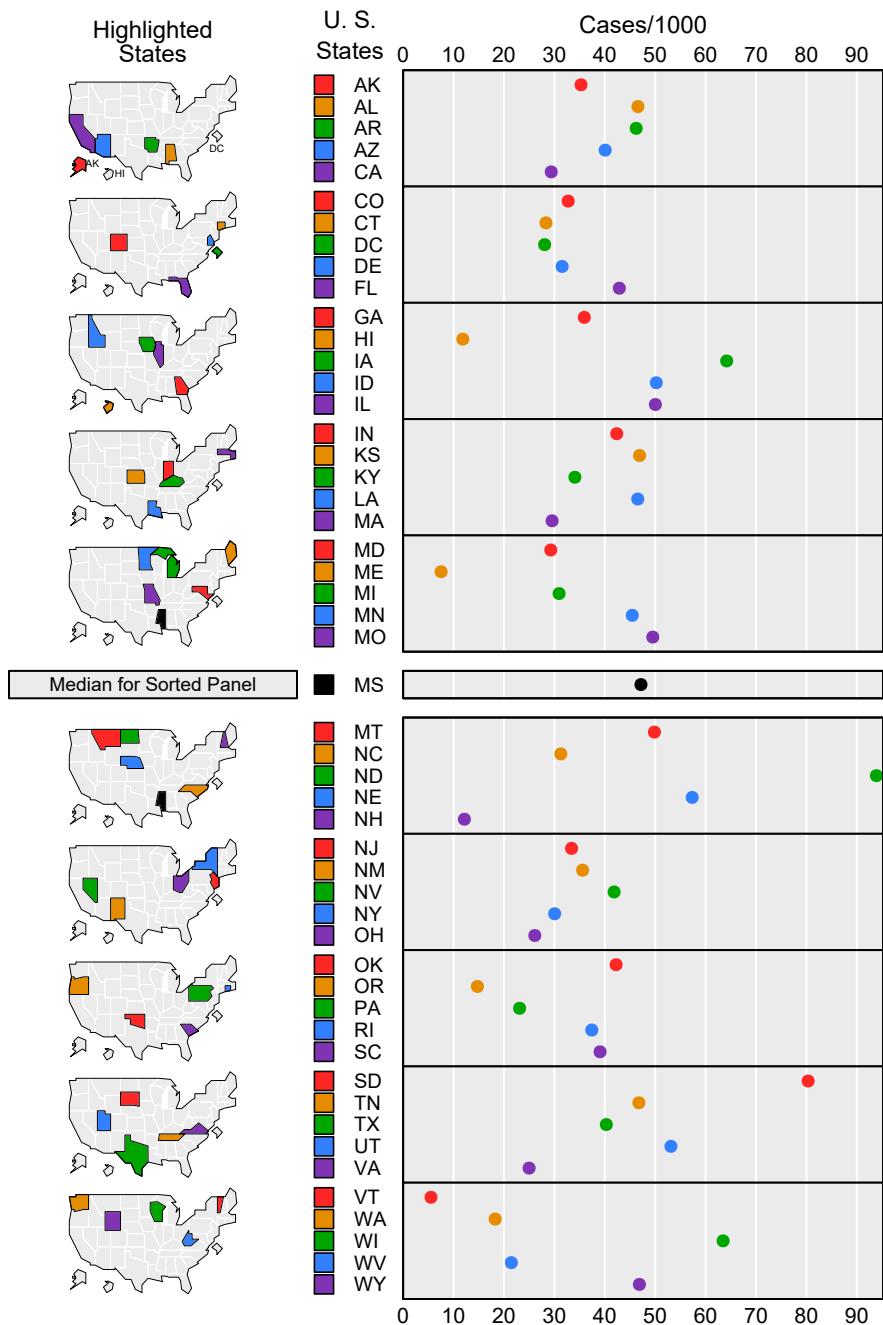 Highlighted
States
U. S.
States
Cases/1000
0 10 20 30 40 50 60 70 80 90
AK
AL
AR
AZ
CA
AK
HI
DC
CO
CT
DC
DE
FL
GA
HI
IA
ID
IL
IN
KS
KY
LA
MA
MD
ME
MI
MN
MO
Median for Sorted Panel
MS
MT
NC
ND
NE
NH
NJ
NM
NV
NY
OH
OK
OR
PA
RI
SC
SD
TN
TX
UT
VA
VT
WA
WI
WV
WY
0 10 20 30 40 50 60 70 80 90